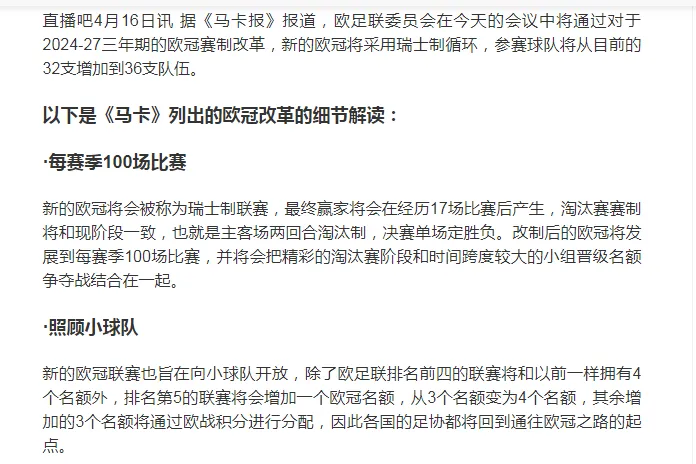 直播吧4月16日讯 据《马卡报》报道，欧足联委员会在今天的会议中将通过对于
2024-27三年期的欧冠赛制改革，新的欧冠将采用瑞士制循环，参赛球队将从目前的
32支增加到36支队伍。
以下是《马卡》列出的欧冠改革的细节解读：
·每赛季100场比赛
新的欧冠将会被称为瑞士制联赛，最终赢家将会在经历17场比赛后产生，淘汰赛赛制
将和现阶段一致，也就是主客场两回合淘汰制，决赛单场定胜负。改制后的欧冠将发
展到每赛季100场比赛，并将会把精彩的淘汰赛阶段和时间跨度较大的小组晋级名额
争夺战结合在一起。
·照顾小球队
新的欧冠联赛也旨在向小球队开放，除了欧足联排名前四的联赛将和以前一样拥有4
个名额外，排名第5的联赛将会增加一个欧冠名额，从3个名额变为4个名额，其余增
加的3个名额将通过欧战积分进行分配，因此各国的足协都将回到通往欧冠之路的起
点。